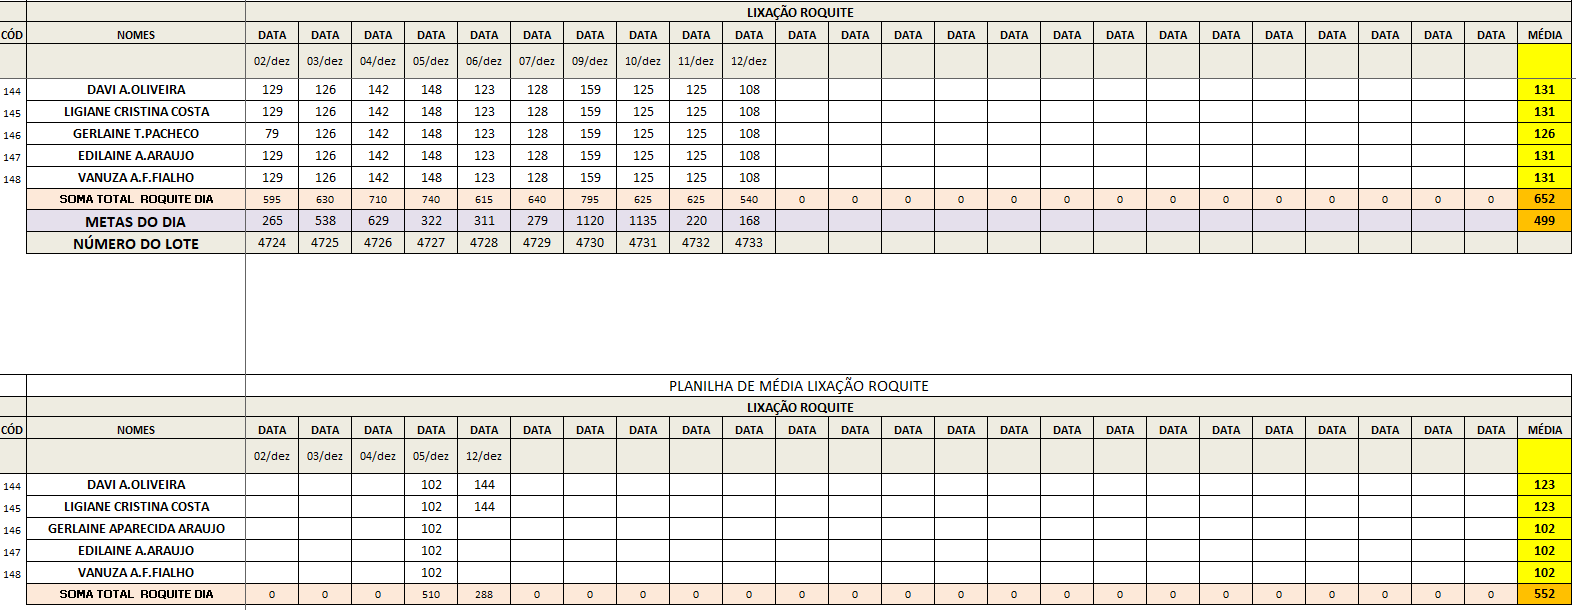 LIXAÇÃO ROQUITE
CÓD NOMES DATA DATA DATA DATA DATA DATA DATA DATA DATA DATA DATA DATA DATA DATA DATA DATA DATA DATA DATA DATA DATA DATA DATA DATA MÉDIA
02/dez 03/dez 04/dez 05/dez 06/dez 07/dez 09/dez 10/dez 11/dez 12/dez
144 DAVI A.OLIVEIRA 129 126 142 148 123 128 159 125 125 108 131
145 LIGIANE CRISTINA COSTA 129 126 142 148 123 128 159 125 125 108 131
146 GERLAINE T.PACHECO 79 126 142 148 123 128 159 125 125 108 126
147 EDILAINE A.ARAUJO 129 126 142 148 123 128 159 125 125 108 131
148 VANUZA A.F.FIALHO 129 126 142 148 123 128 159 125 125 108 131
SOMA TOTAL ROQUITE DIA 595 630 710 740 615 640 795 625 625 540 0 0 0 0 0 0 0 0 0 0 0 0 0 0 652
METAS DO DIA 265 538 629 322 311 279 1120 1135 220 168 499
NÚMERO DO LOTE 4724 4725 4726 4727 4728 4729 4730 4731 4732 4733
PLANILHA DE MÉDIA LIXAÇÃO ROQUITE
LIXAÇÃO ROQUITE
CÓD NOMES DATA DATA DATA DATA DATA DATA DATA DATA DATA DATA DATA DATA DATA DATA DATA DATA DATA DATA DATA DATA DATA DATA DATA DATA MÉDIA
02/dez 03/dez 04/dez 05/dez 12/dez
144 DAVI A.OLIVEIRA 102 144 123
145 LIGIANE CRISTINA COSTA 102 144 123
146 GERLAINE APARECIDA ARAUJO 102 102
147 EDILAINE A.ARAUJO 102 102
148 VANUZA A.F.FIALHO 102 102
SOMA TOTAL ROQUITE DIA 0 0 0 510 288 0 0 0 0 0 0 0 0 0 0 0 0 0 0 0 0 0 0 0 552